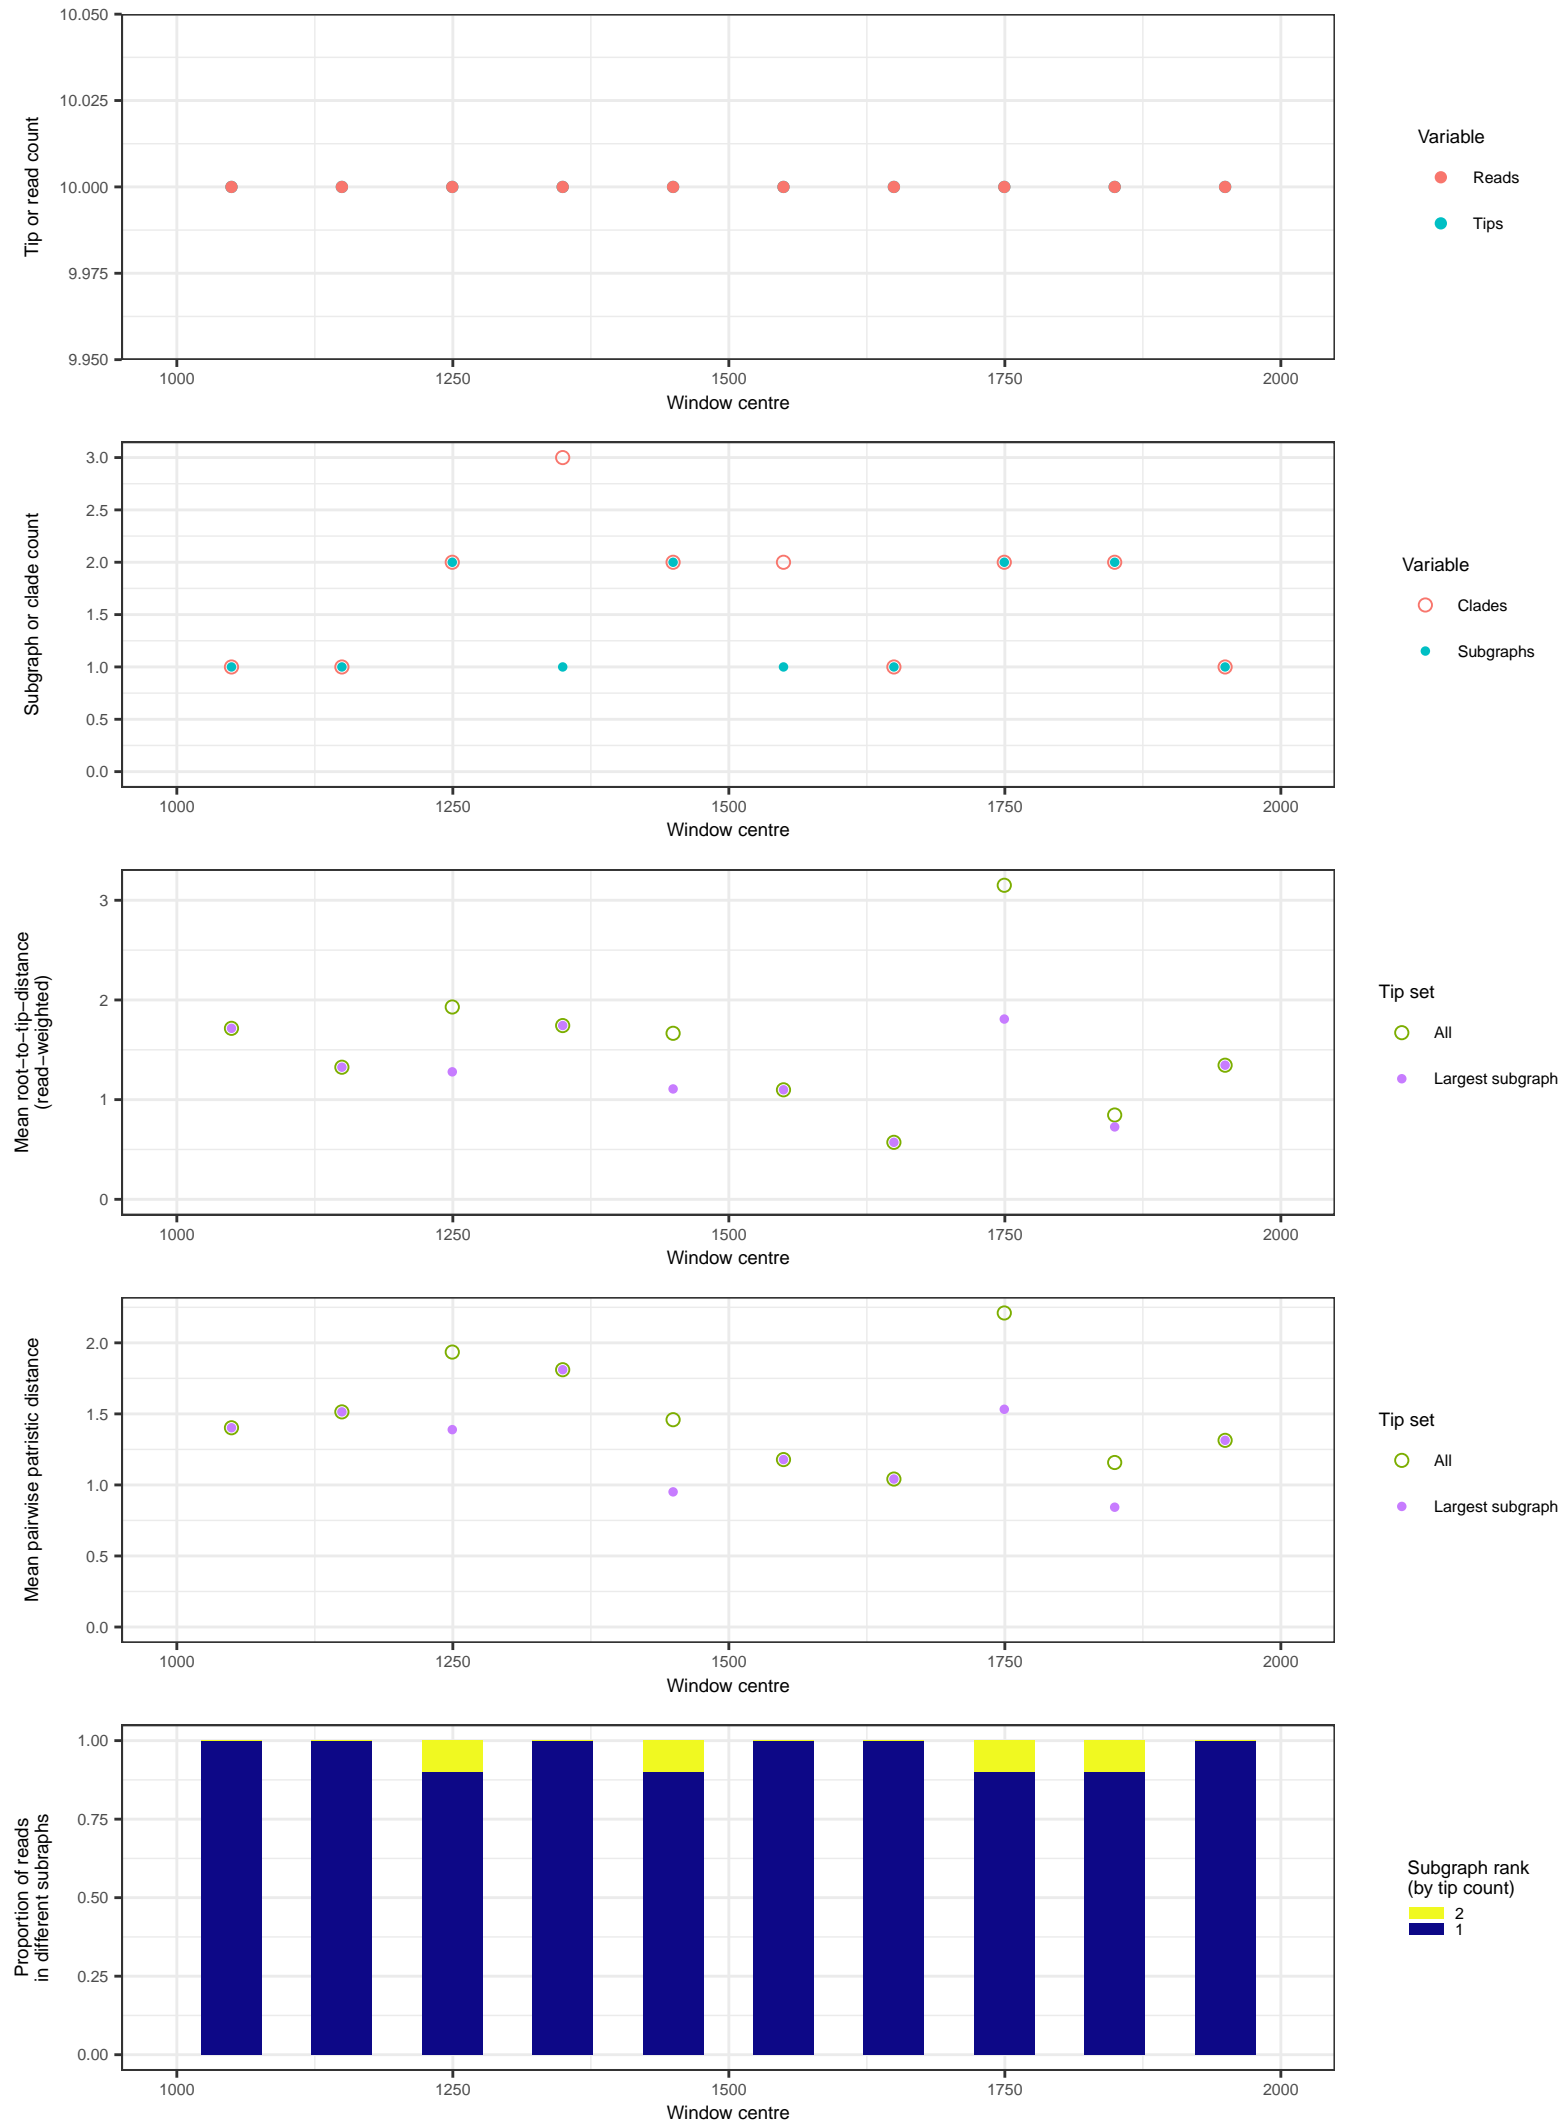 10.050
10.025
10.000
9.975
9.950
Tip or read count
1000 1250 1500 1750 2000
Window centre
Variable
Reads
Tips
3.0
2.5
2.0
1.5
1.0
0.5
0.0
Subgraph or clade count
1000 1250 1500 1750 2000
Window centre
Variable
Clades
Subgraphs
3
2
1
0
Mean root−to−tip−distance
(read−weighted)
1000 1250 1500 1750 2000
Window centre
Tip set
All
Largest subgraph
2.0
1.5
1.0
0.5
0.0
Mean pairwise patristic distance
1000 1250 1500 1750 2000
Window centre
Tip set
All
Largest subgraph
1.00
0.75
0.50
0.25
0.00
Proportion of reads
in different subraphs
1000 1250 1500 1750 2000
Window centre
Subgraph rank
(by tip count)
2
1